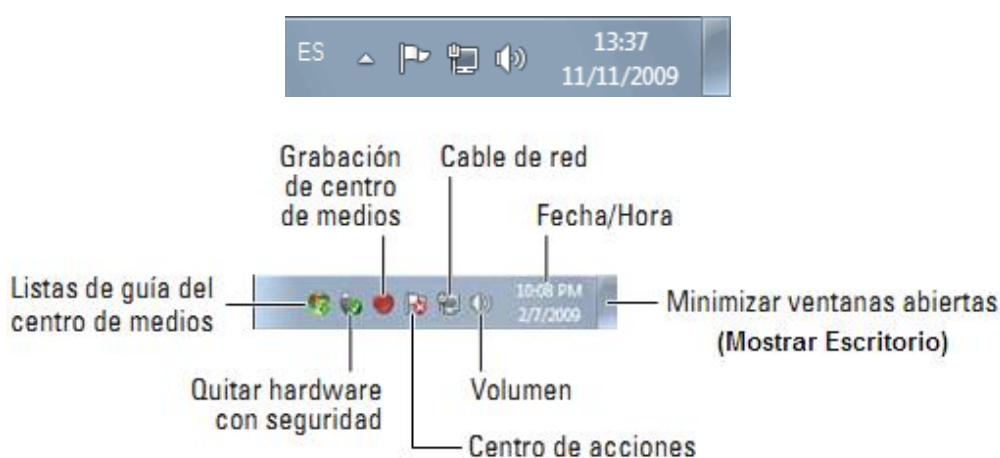 ES
13:37
11/11/2009
Grabación
de centro
de medios
Cable de red
Fecha/Hora
Listas de guía del
centro de medios
10:08 PM
2/7/2009
Minimizar ventanas abiertas
(Mostrar Escritorio)
Quitar hardware
con seguridad
Volumen
Centro de acciones